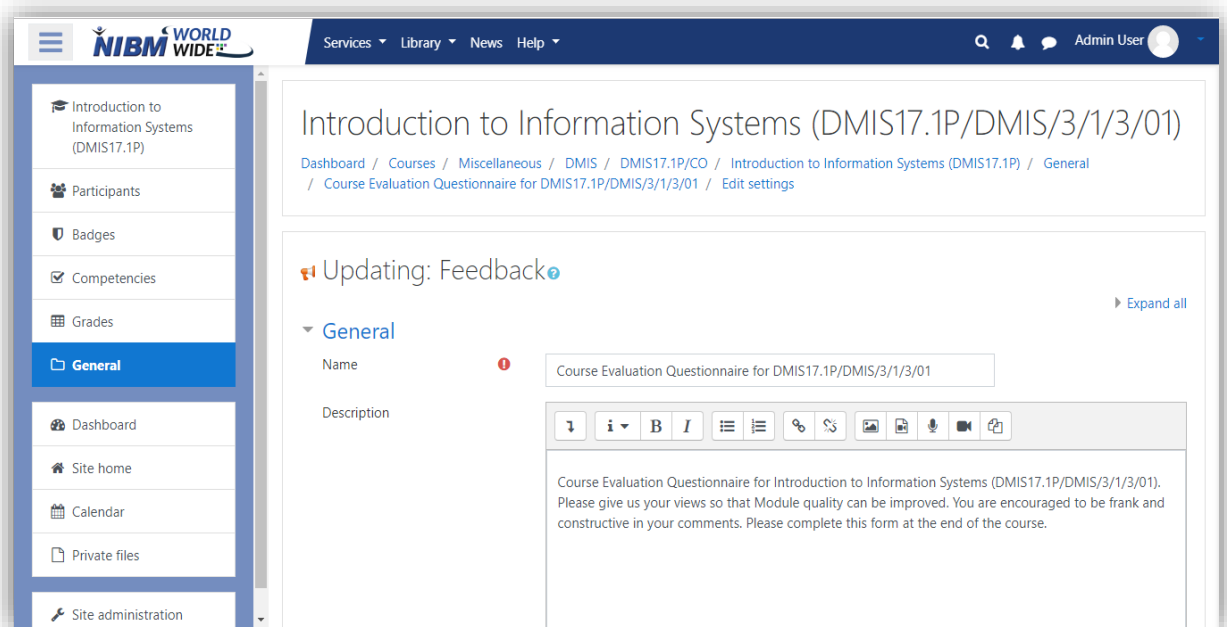 NIBM WORLD WIDE
Services Library News Help
Admin User
Introduction to
Information Systems
(DMIS17.1P)
Participants
Badges
Competencies
Grades
General
Dashboard
Site home
Calendar
Private files
Site administration
Introduction to Information Systems (DMIS17.1P/DMIS/3/1/3/01)
Dashboard / Courses / Miscellaneous / DMIS / DMIS17.1P/CO / Introduction to Information Systems (DMIS17.1P) / General
/ Course Evaluation Questionnaire for DMIS17.1P/DMIS/3/1/3/01 / Edit settings
Updating: Feedback
Expand all
General
Name
Course Evaluation Questionnaire for DMIS17.1P/DMIS/3/1/3/01
Description
B I
Course Evaluation Questionnaire for Introduction to Information Systems (DMIS17.1P/DMIS/3/1/3/01).
Please give us your views so that Module quality can be improved. You are encouraged to be frank and
constructive in your comments. Please complete this form at the end of the course.